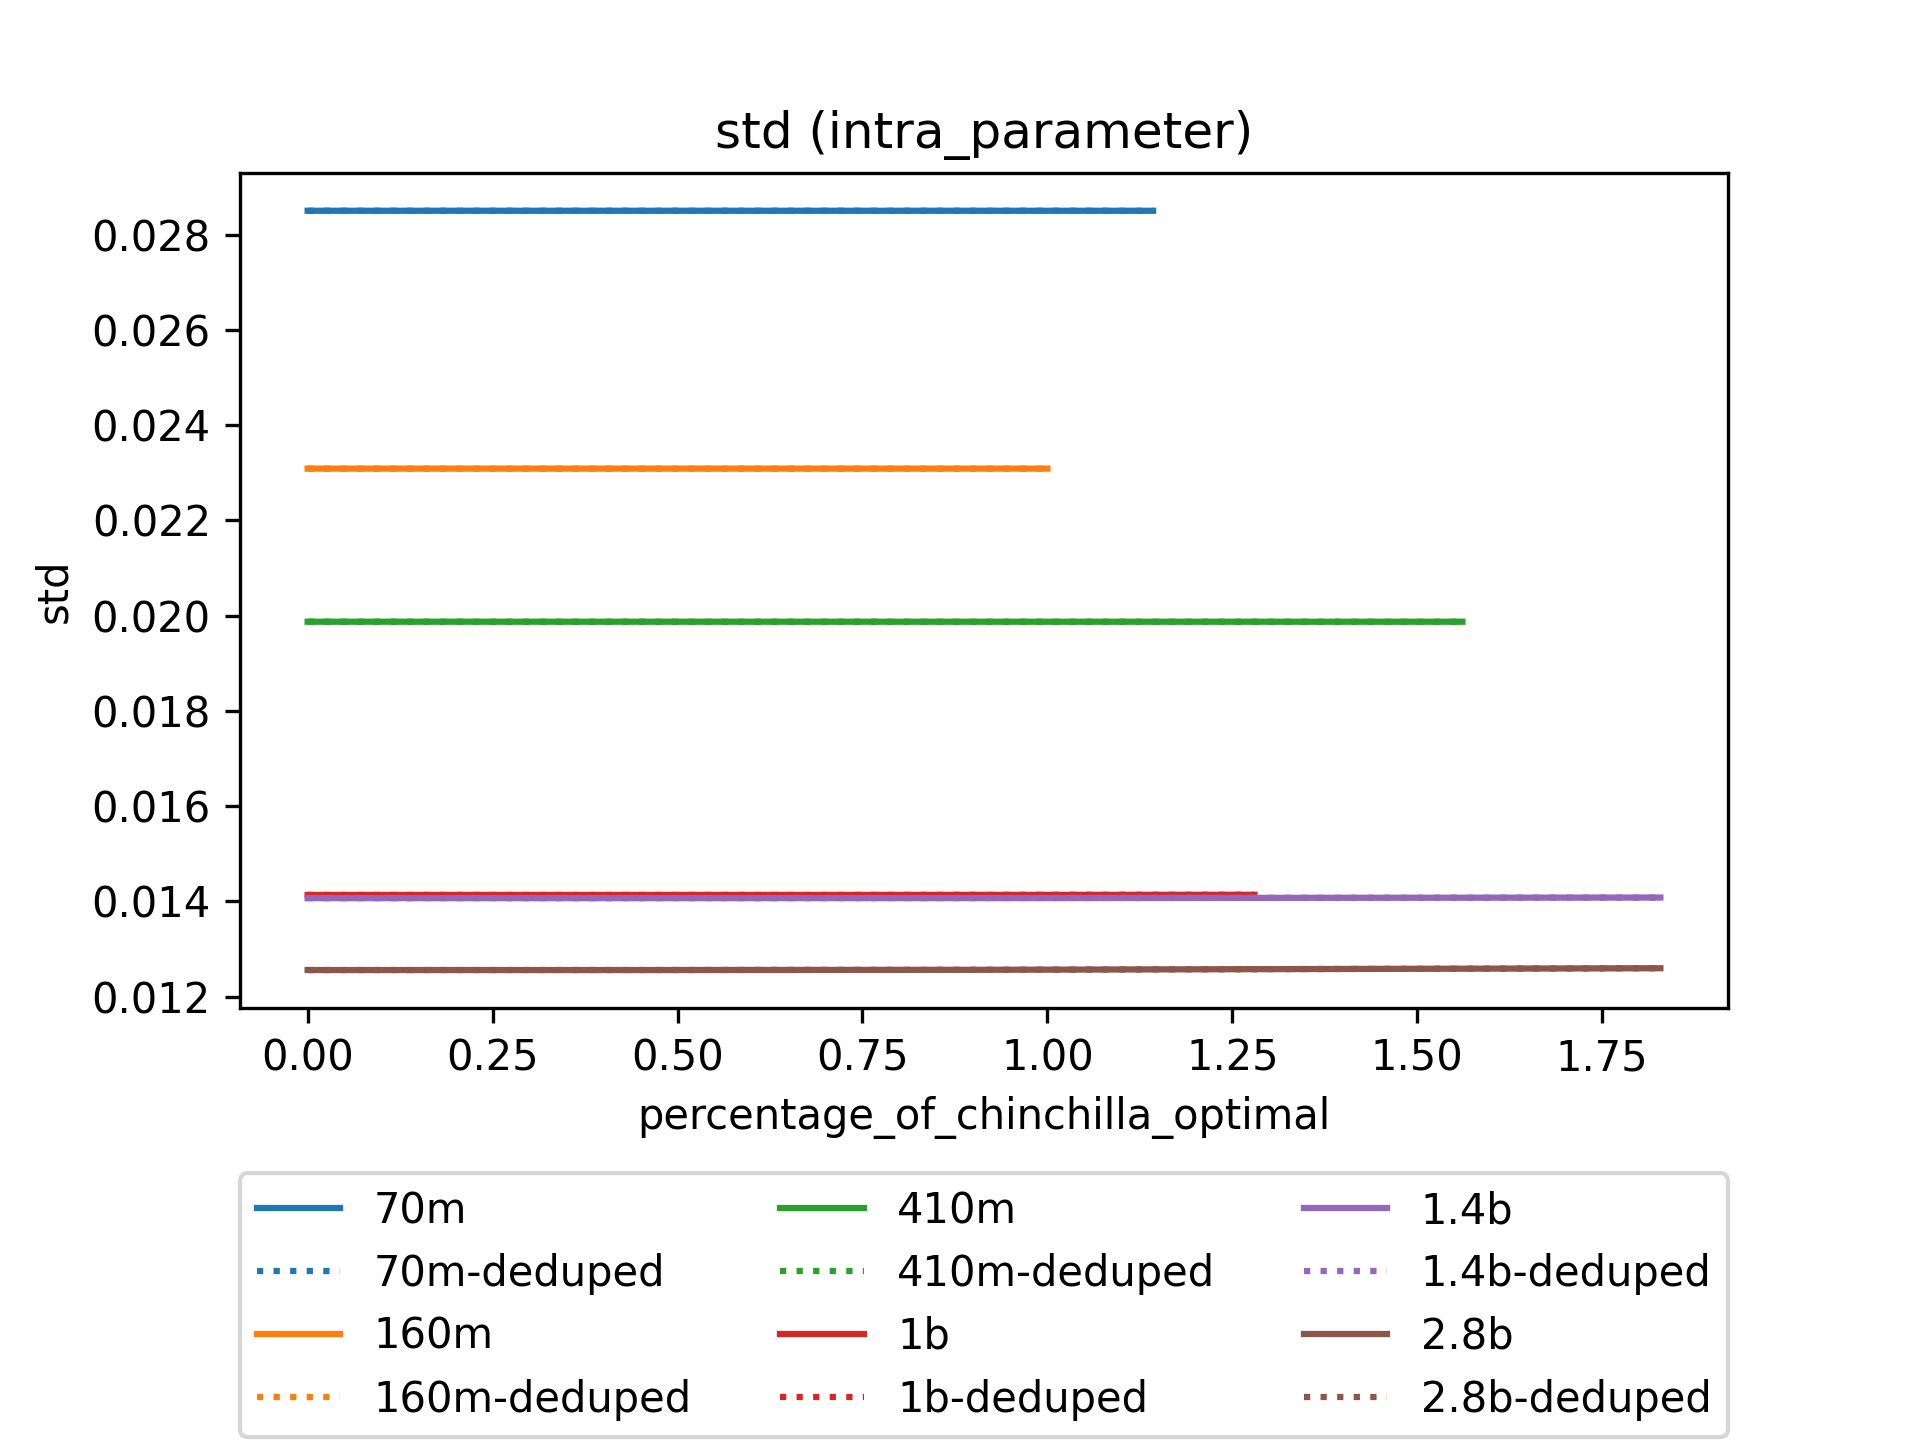 std (intra_parameter)
0.028
0.026
0.024
0.022
0.020
0.018
0.016
0.014
0.012
std
0.00 0.25 0.50 0.75 1.00 1.25 1.50 1.75
percentage_of_chinchilla_optimal
70m
70m-deduped
160m
160m-deduped
410m
410m-deduped
1b
1b-deduped
1.4b
1.4b-deduped
2.8b
2.8b-deduped